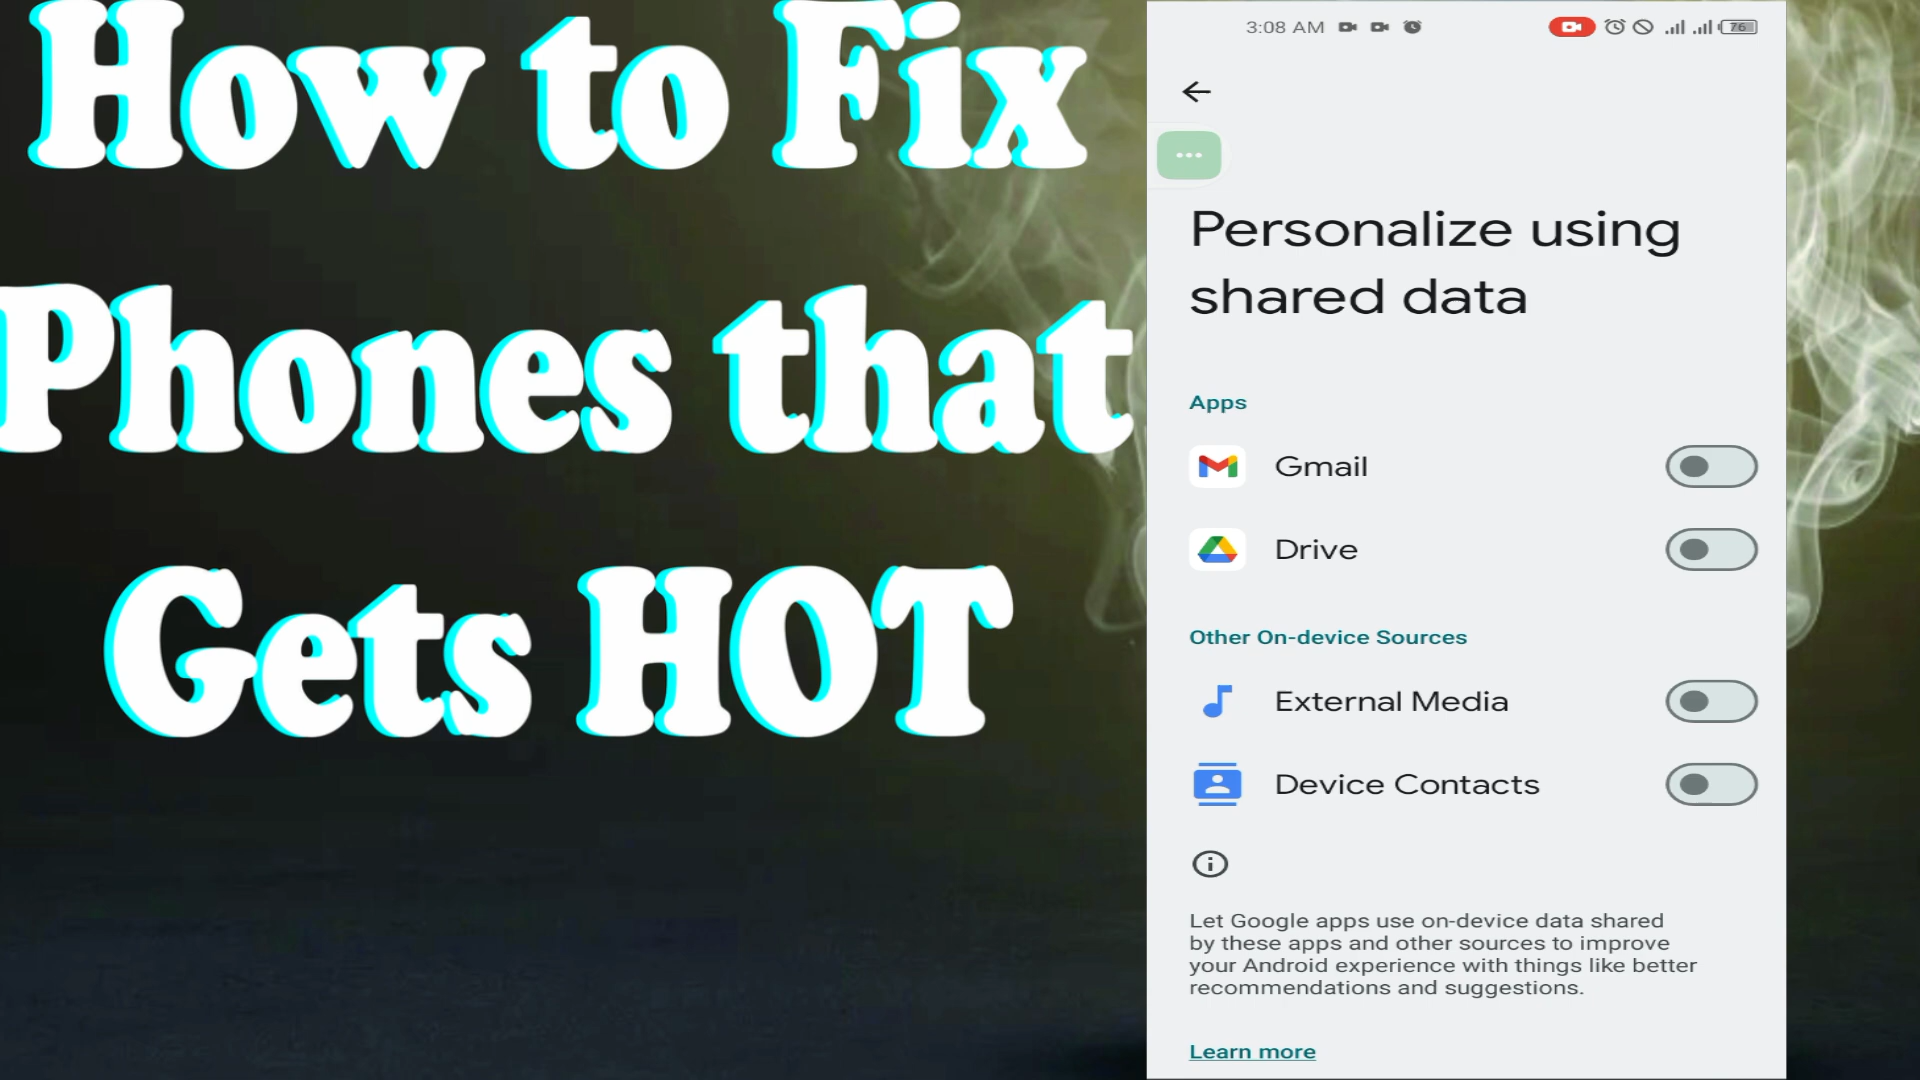 How to Fix
Phones that
Gets HOT
3:08 AM
76
Personalize using
shared data
Apps
Gmail
Drive
Other On-device Sources
External Media
Device Contacts
Let Google apps use on-device data shared
by these apps and other sources to improve
your Android experience with things like better
recommendations and suggestions.
Learn more